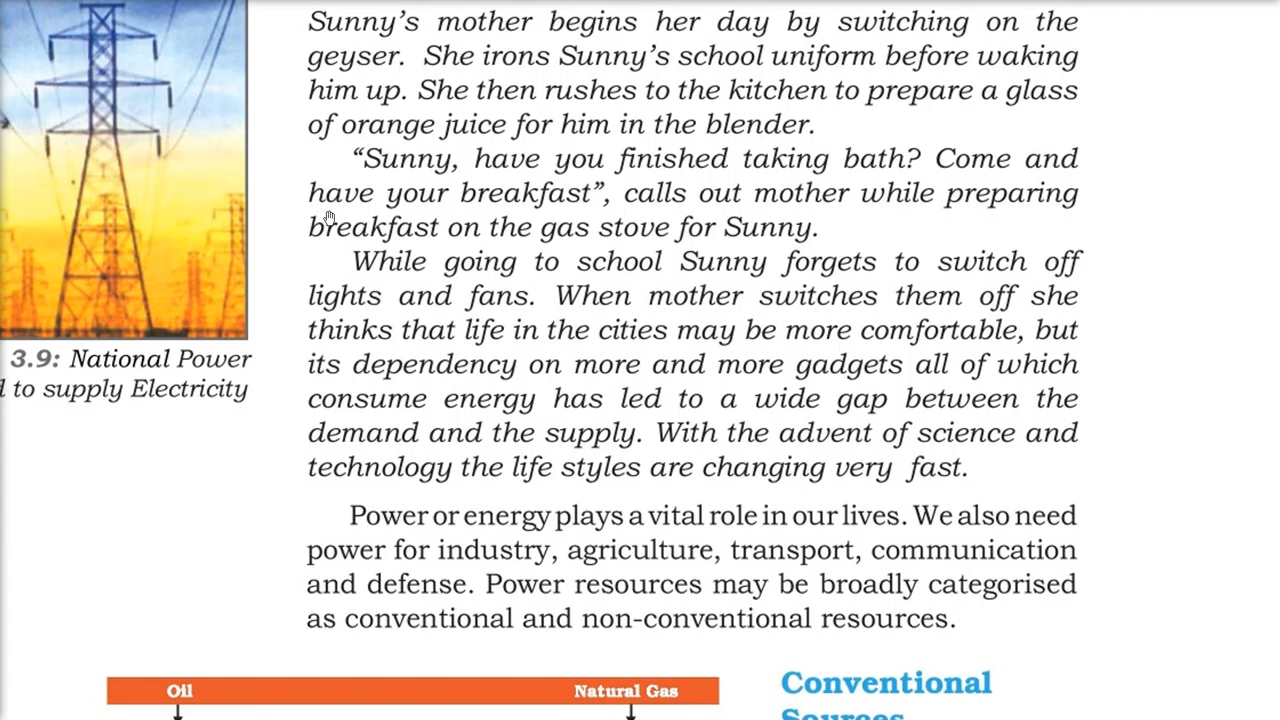 Sunny’s mother begins her day by switching on the
geyser. She irons Sunny’s school uniform before waking
him up. She then rushes to the kitchen to prepare a glass
of orange juice for him in the blender.
“Sunny, have you finished taking bath? Come and
have your breakfast”, calls out mother while preparing
breakfast on the gas stove for Sunny.
While going to school Sunny forgets to switch off
lights and fans. When mother switches them off she
thinks that life in the cities may be more comfortable, but
its dependency on more and more gadgets all of which
consume energy has led to a wide gap between the
demand and the supply. With the advent of science and
technology the life styles are changing very fast.
3.9: National Power
to supply Electricity
Power or energy plays a vital role in our lives. We also need
power for industry, agriculture, transport, communication
and defense. Power resources may be broadly categorised
as conventional and non-conventional resources.
Oil
Natural Gas
Conventional
Sources